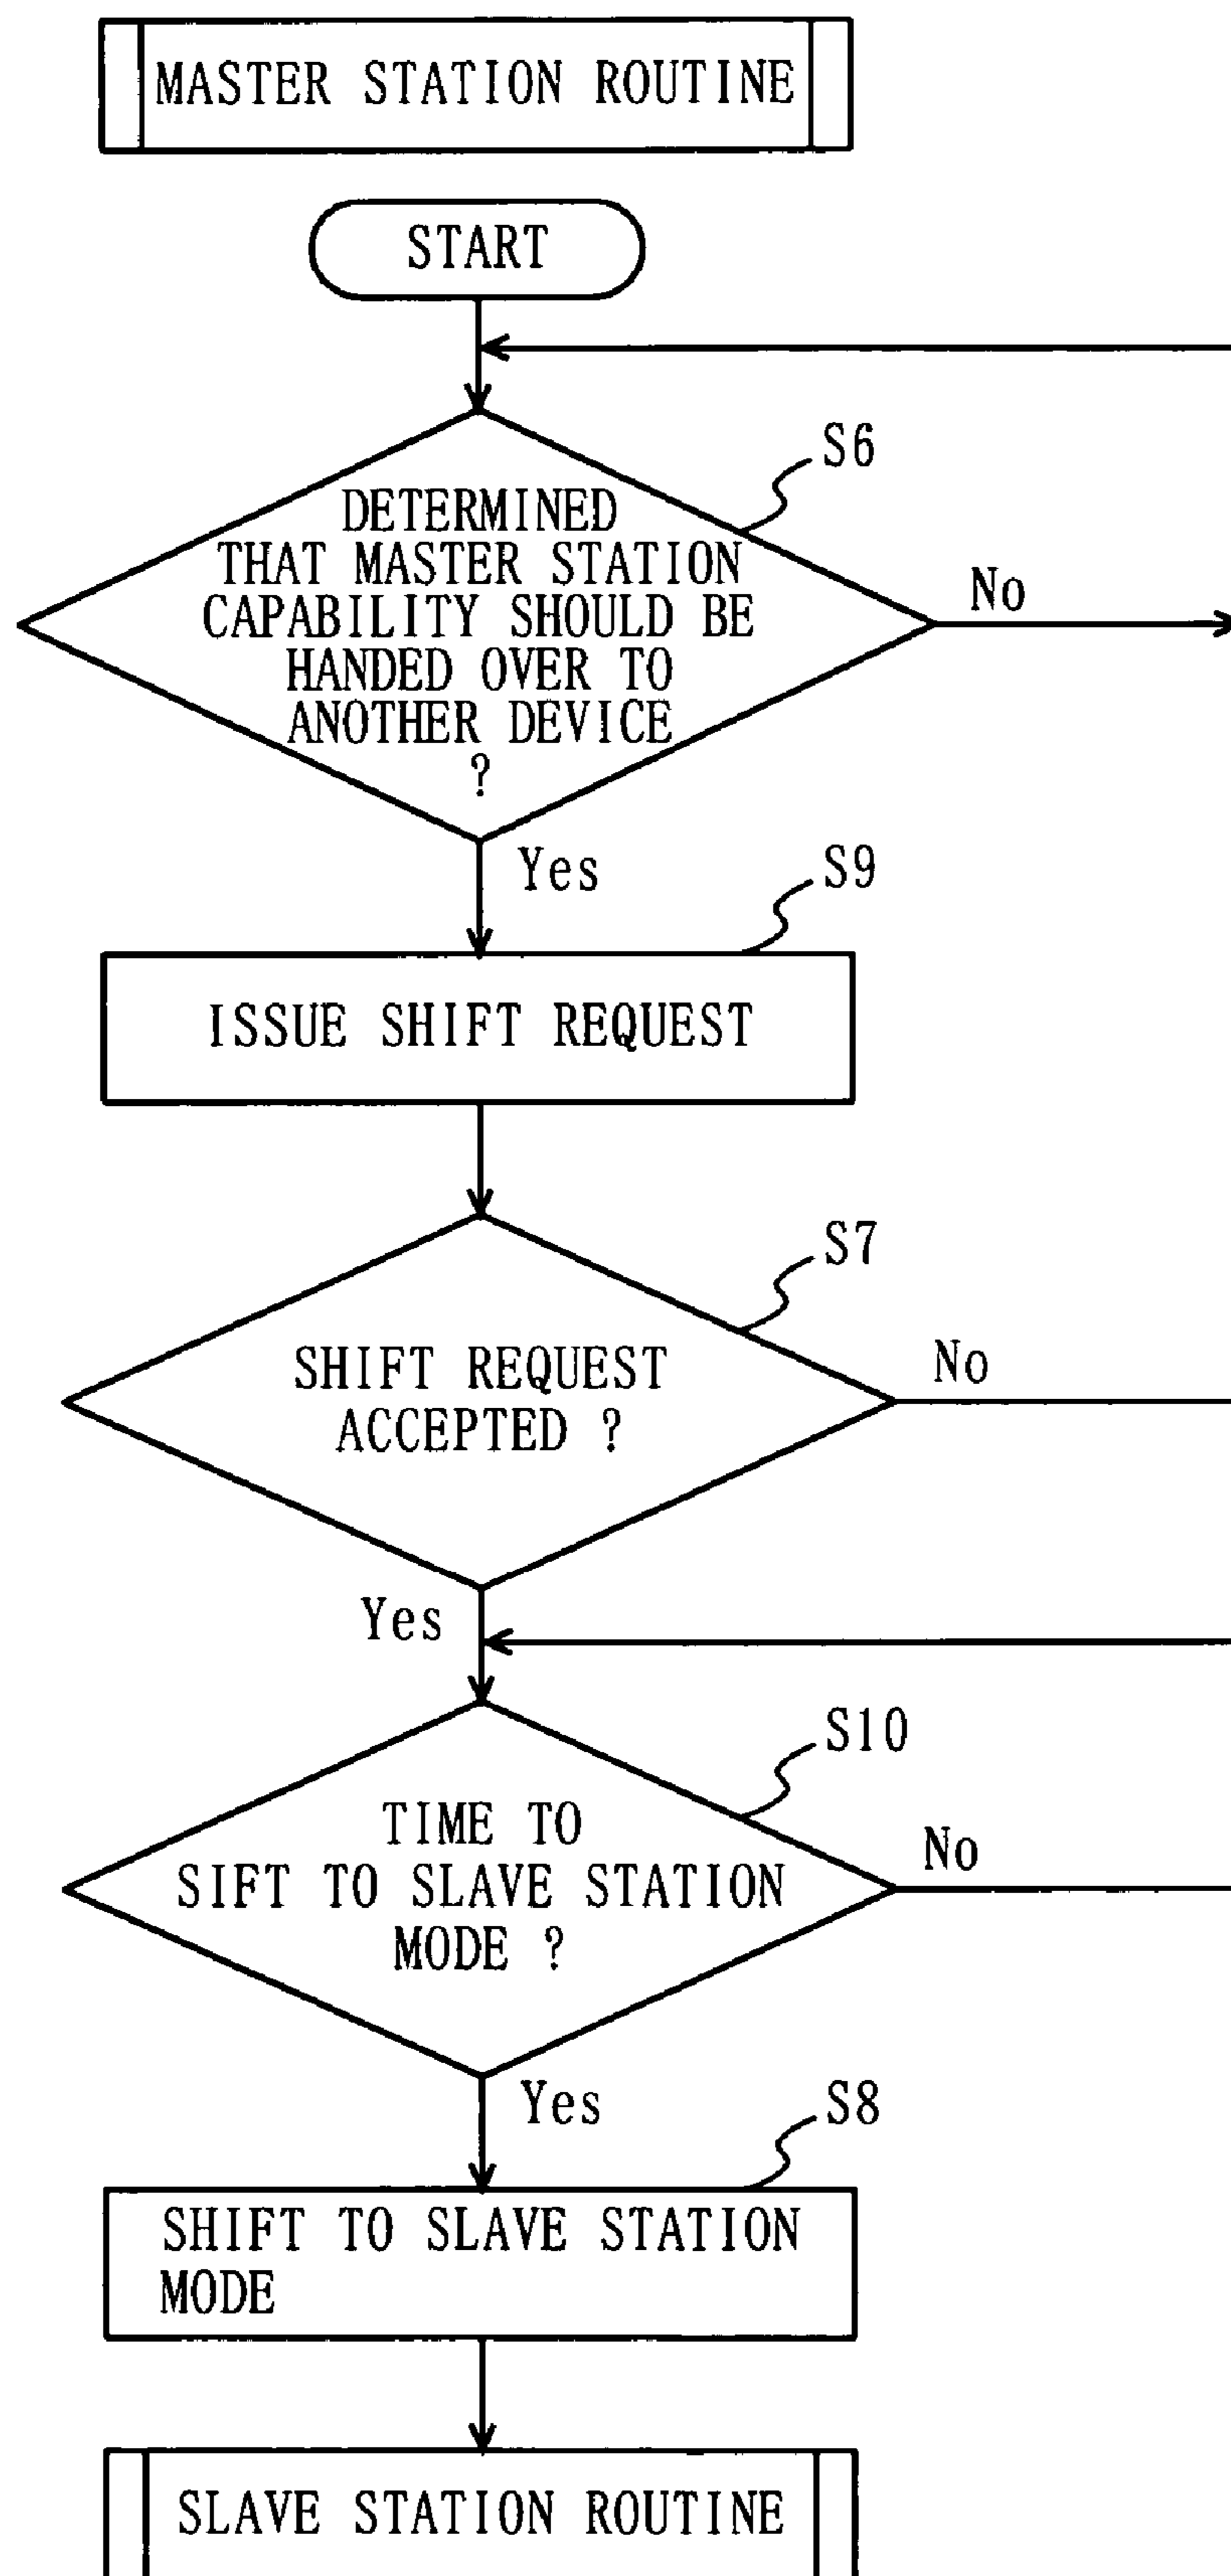 MASTER STATION ROUTINE
START
S6
DETERMINED
THAT MASTER STATION
CAPABILITY SHOULD BE
HANDED OVER TO
ANOTHER DEVICE
?
No
Yes
S9
ISSUE SHIFT REQUEST
S7
SHIFT REQUEST
ACCEPTED ?
No
Yes
S10
TIME TO
SIFT TO SLAVE STATION
MODE ?
No
Yes
S8
SHIFT TO SLAVE STATION
MODE
SLAVE STATION ROUTINE